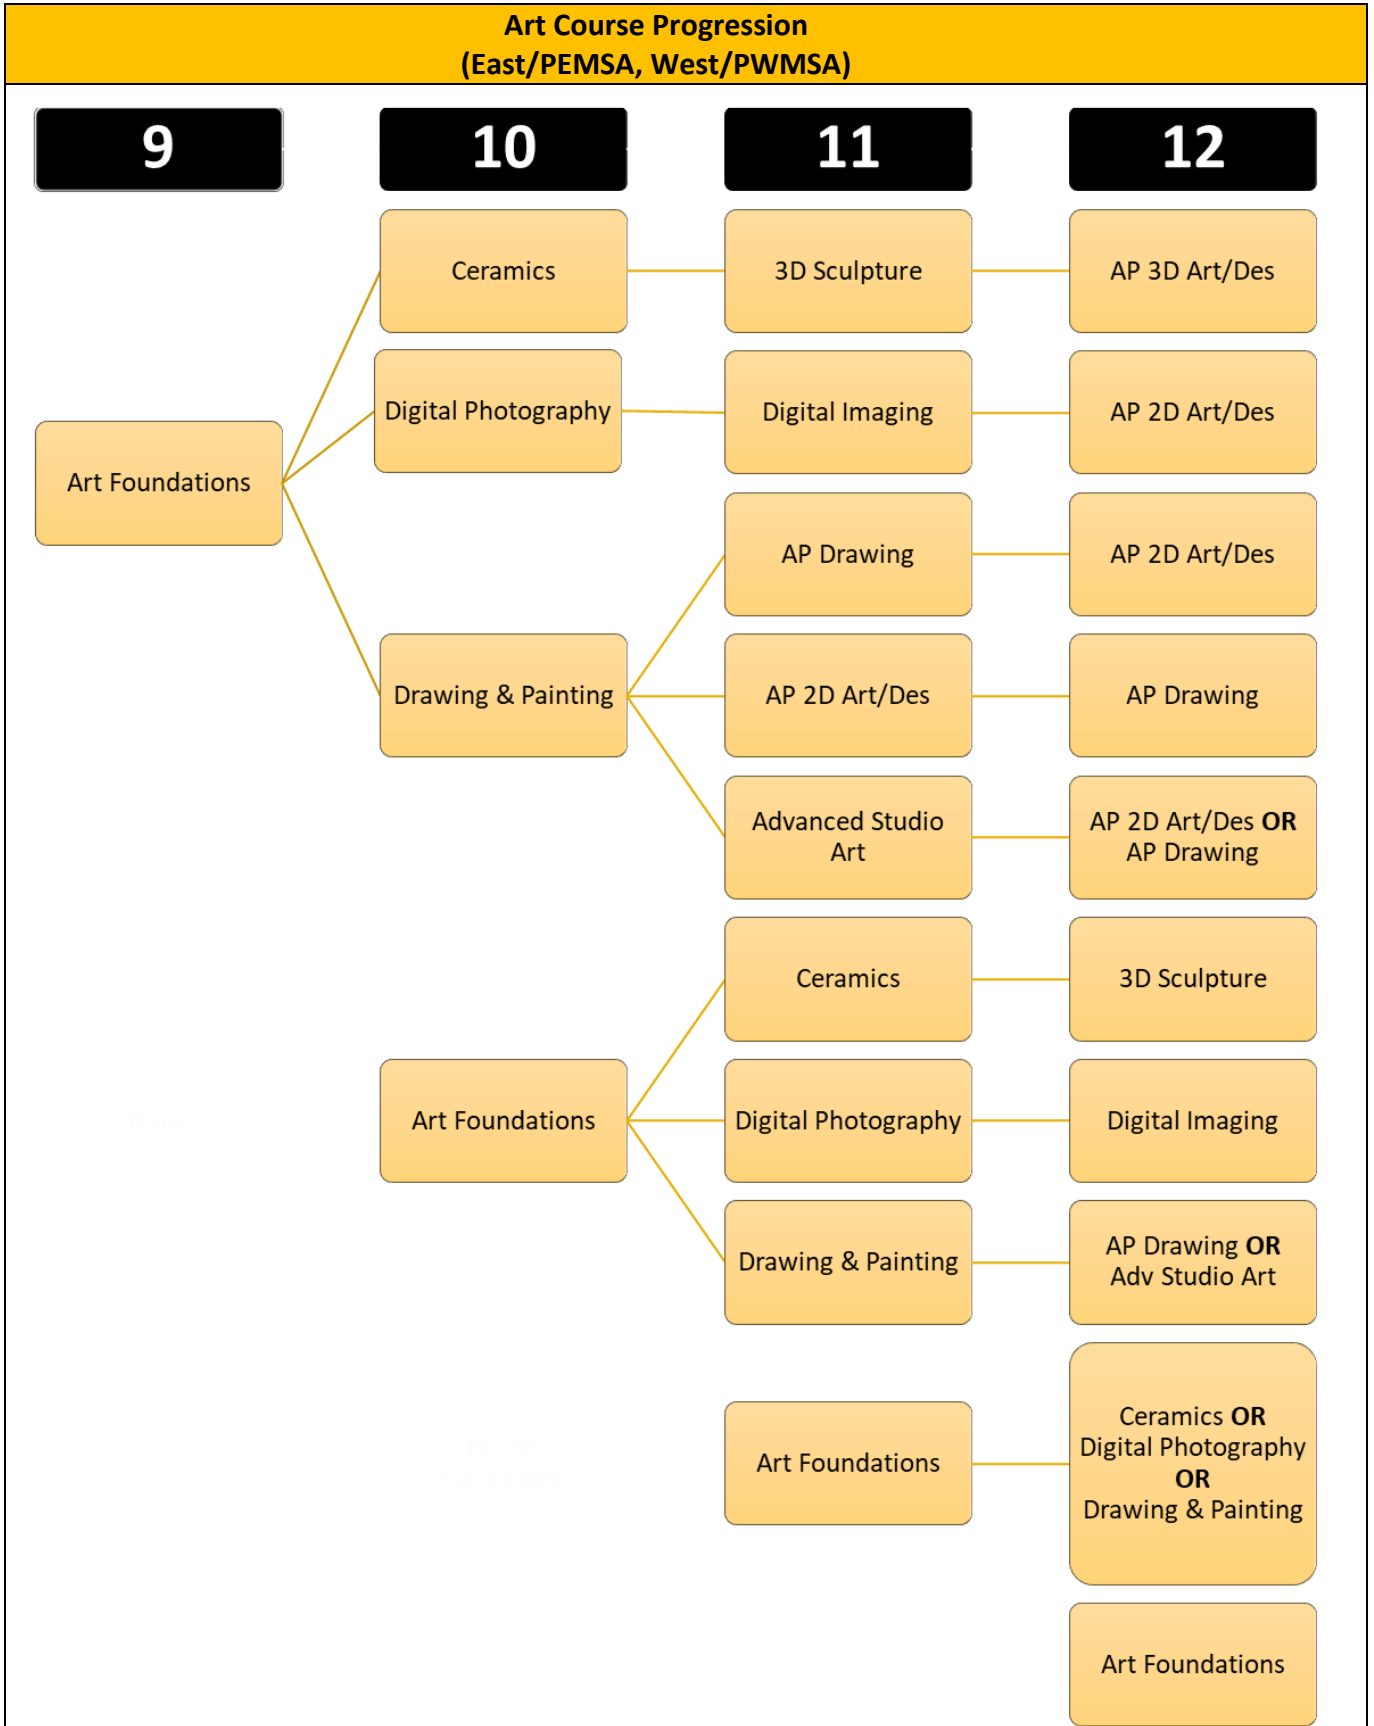 Art Course Progression
(East/PEMSA, West/PWMSA)
9
10
11
12
Ceramics
3D Sculpture
AP 3D Art/Des
Digital Photography
Digital Imaging
AP 2D Art/Des
Art Foundations
AP Drawing
AP 2D Art/Des
Drawing & Painting
AP 2D Art/Des
AP Drawing
Advanced Studio
Art
AP 2D Art/Des OR
AP Drawing
Ceramics
3D Sculpture
Art Foundations
Digital Photography
Digital Imaging
Drawing & Painting
AP Drawing OR
Adv Studio Art
Art Foundations
Ceramics OR
Digital Photography
OR
Drawing & Painting
Art Foundations